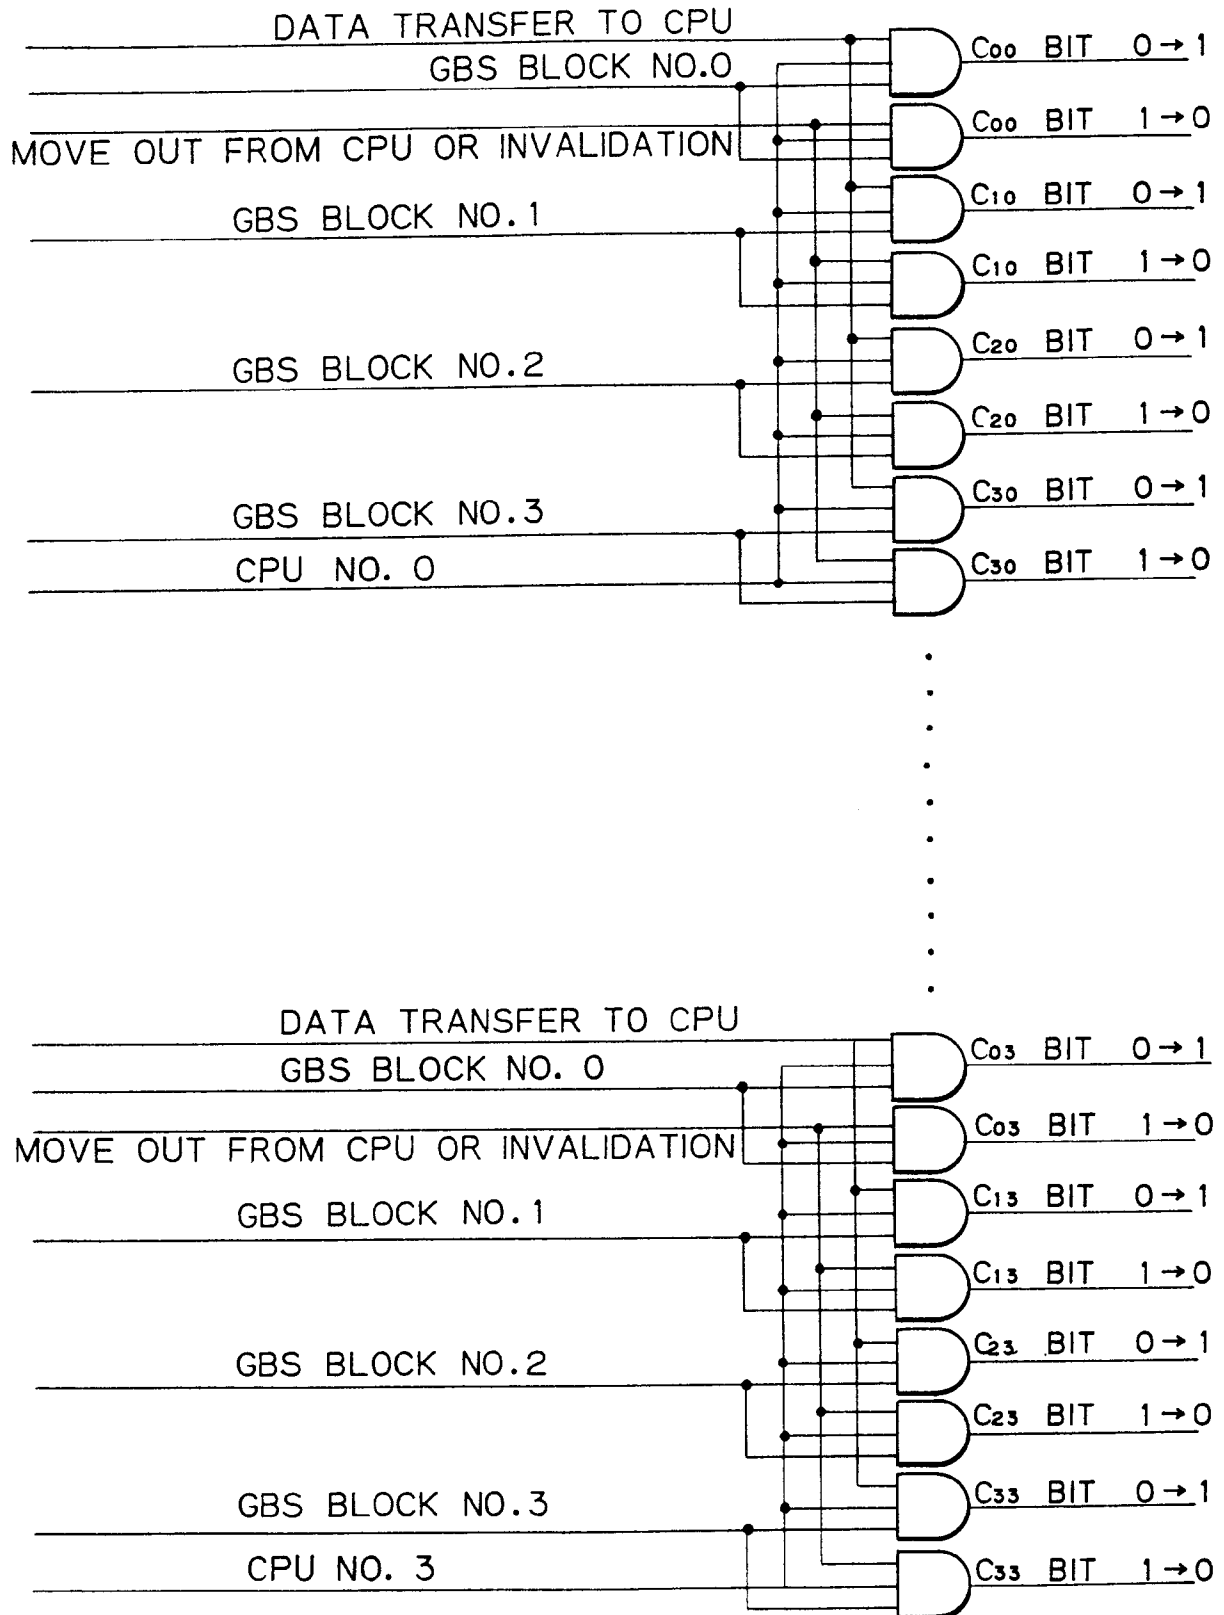 DATA TRANSFER TO CPU
C00 BIT 0→1
GBS BLOCK NO.0
C00 BIT 1→0
MOVE OUT FROM CPU OR INVALIDATION
C10 BIT 0→1
GBS BLOCK NO.1
C10 BIT 1→0
C20 BIT 0→1
GBS BLOCK NO.2
C20 BIT 1→0
C30 BIT 0→1
GBS BLOCK NO.3
CPU NO. 0
C30 BIT 1→0
DATA TRANSFER TO CPU
C03 BIT 0→1
GBS BLOCK NO. 0
C03 BIT 1→0
MOVE OUT FROM CPU OR INVALIDATION
C13 BIT 0→1
GBS BLOCK NO.1
C13 BIT 1→0
C23 BIT 0→1
GBS BLOCK NO.2
C23 BIT 1→0
C33 BIT 0→1
GBS BLOCK NO.3
CPU NO. 3
C33 BIT 1→0